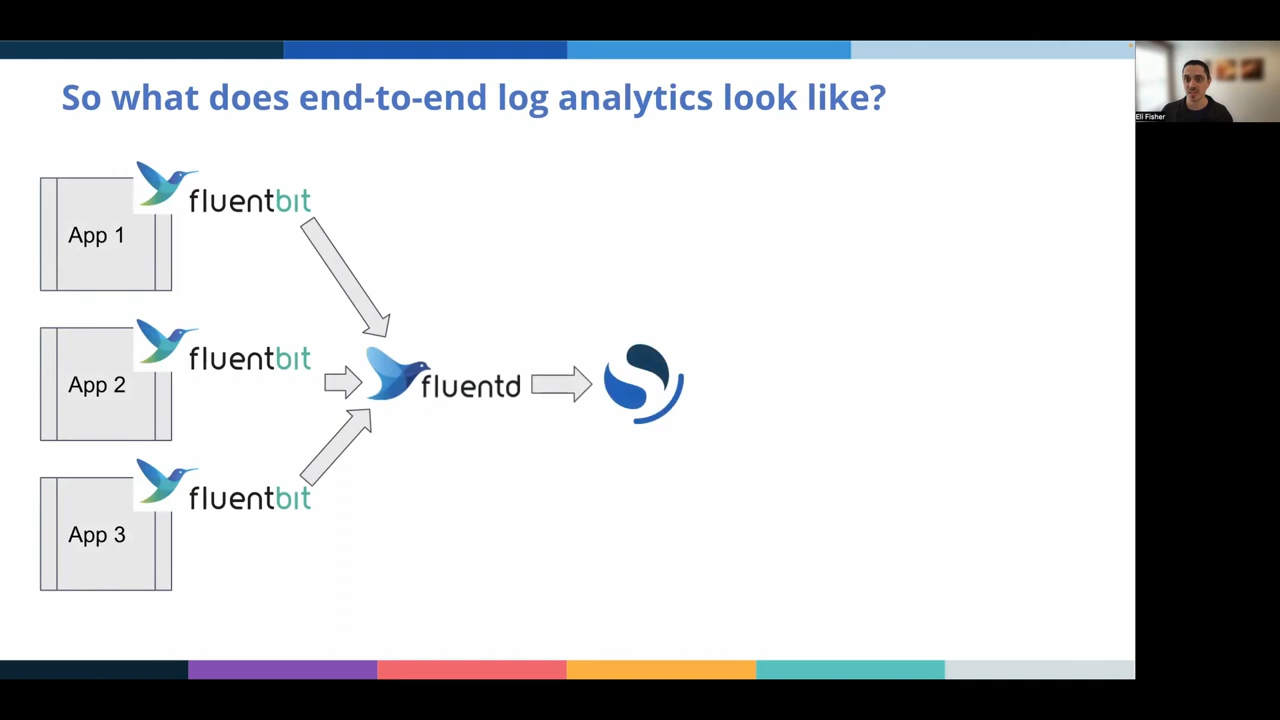 So what does end-to-end log analytics look like?
Eli Fisher
fluentbit
App 1
fluentbit
App 2
fluentd
fluentbit
App 3